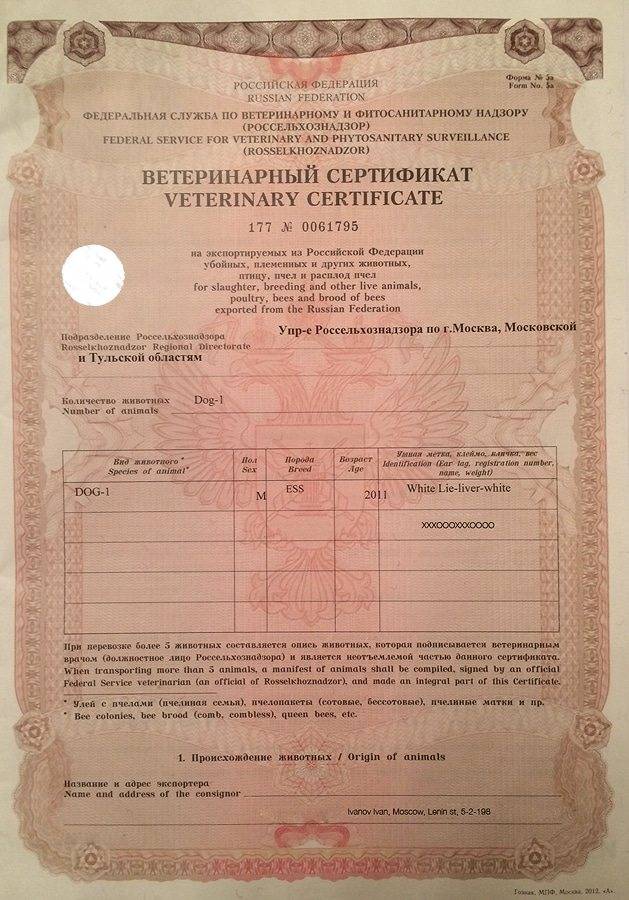 Форма № 5а
Form No. 5a
РОССИЙСКАЯ ФЕДЕРАЦИЯ
RUSSIAN FEDERATION
ФЕДЕРАЛЬНАЯ СЛУЖБА ПО ВЕТЕРИНАРНОМУ И ФИТОСАНИТАРНОМУ НАДЗОРУ
(РОССЕЛЬХОЗНАДЗОР)
FEDERAL SERVICE FOR VETERINARY AND PHYTOSANITARY SURVEILLANCE
(ROSSELKHOZNADZOR)
ВЕТЕРИНАРНЫЙ СЕРТИФИКАТ
VETERINARY CERTIFICATE
177 № 0061795
на экспортируемых из Российской Федерации
убойных, племенных и других животных,
птицу, пчел и расплод пчел
for slaughter, breeding and other live animals,
poultry, bees and brood of bees
exported from the Russian Federation
Упр-е Россельхознадзора по г.Москва, Московской
Подразделение Россельхознадзора
Rosselkhoznadzor Regional Directorate
и Тульской областям
Количество животных
Number of animals
Dog-1
Вид животного*
Species of animal*
Пол
Sex
Порода
Breed
Возраст
Age
Ушная метка, клеймо, кличка, вес
Identification (Ear tag, registration number,
name, weight)
DOG-1 M ESS 2011 White Lie-liver-white
XXXOOOXXXOOOO
При перевозке более 5 животных составляется опись животных, которая подписывается ветеринарным
врачом (должностное лицо Россельхознадзора) и является неотъемлемой частью данного сертификата.
When transporting more than 5 animals, a manifest of animals shall be compiled, signed by an official
Federal Service veterinarian (an official of Rosselkhoznadzor), and made an integral part of this Certificate.
* Улей с пчелами (пчелиная семья), пчелопакеты (сотовые, бессотовые), пчелиные матки и пр.
* Bee colonies, bee brood (comb, combless), queen bees, etc.
1. Происхождение животных / Origin of animals
Название и адрес экспортера
Name and address of the consignor
Ivanov Ivan, Moscow, Lenin st, 5-2-198
Гознак, МПФ, Москва, 2012, «А».